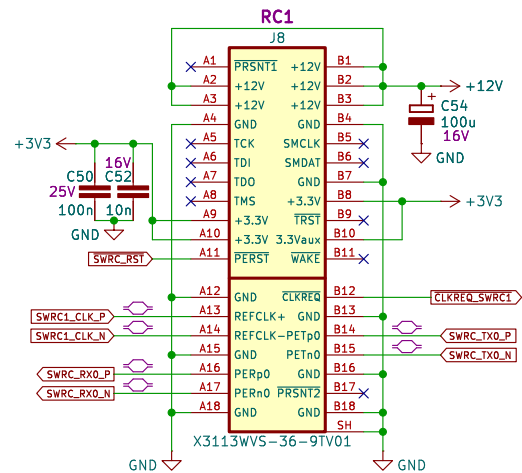 RC1
J8
A1 PRSNT1 +12V B1
A2 +12V +12V B2 +12V
A3 +12V +12V B3
A4 GND GND B4
C54
100u
16V
GND
+3V3 A5 TCK SMCLK B5
A6 TDI SMDAT B6
A7 TDO GND B7
A8 TMS +3.3V B8 +3V3
16V
C50 C52
25V
100n 10n
GND
A9 +3.3V TRST B9
A10 +3.3V 3.3Vaux B10
SWRC_RST A11 PERST WAKE B11
A12 GND CLKREQ B12 CLKREQ_SWRC1
SWRC1_CLK_P A13 REFCLK+ GND B13
SWRC1_CLK_N A14 REFCLK- PETp0 B14 SWRC_TX0_P
A15 GND PETn0 B15 SWRC_TX0_N
SWRC_RX0_P A16 PERp0 GND B16
SWRC_RX0_N A17 PERn0 PRSNT2 B17
A18 GND GND B18
SH
X3113WVS-36-9TV01
GND GND